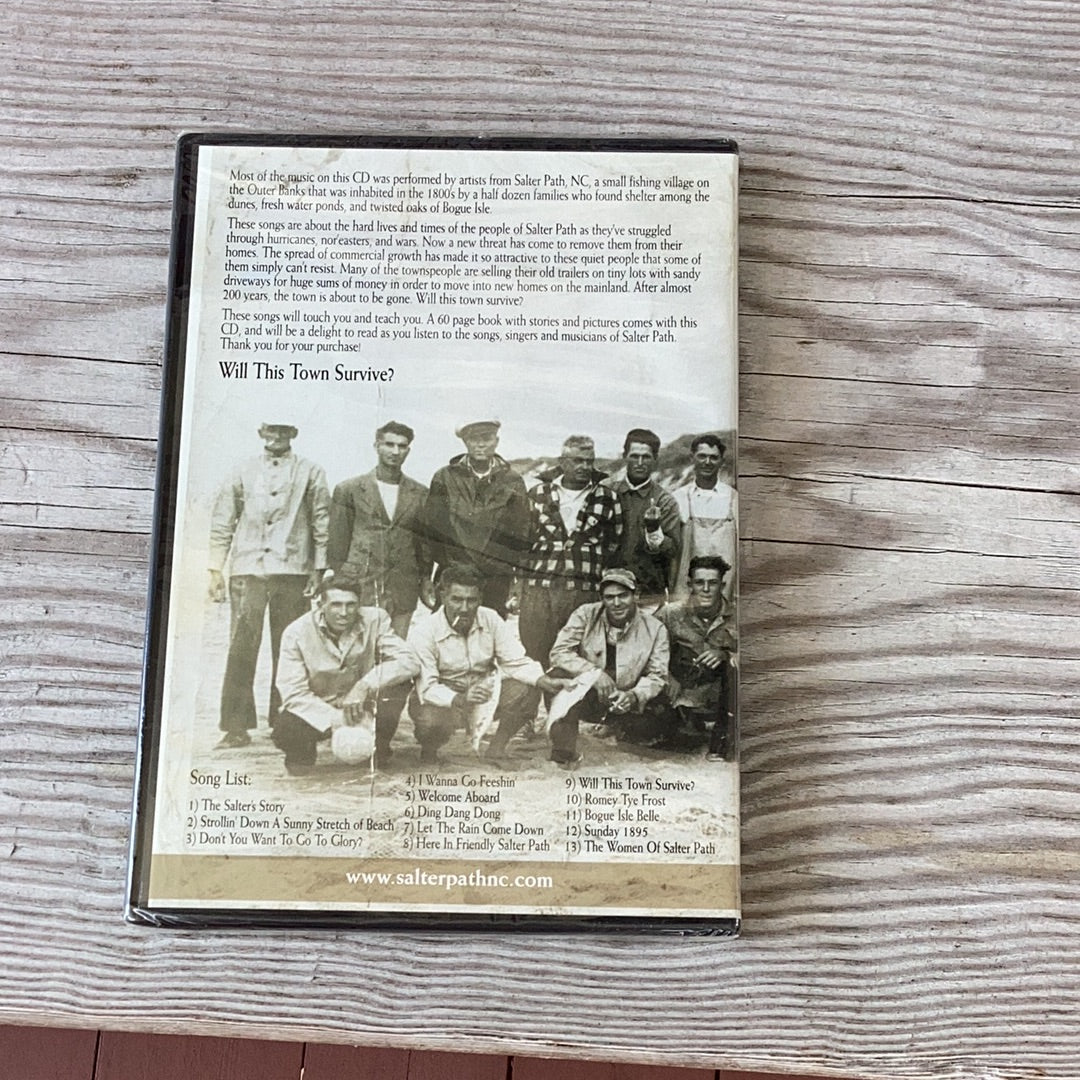 Most of the music on this CD was performed by artists from Salter Path, NC, a small fishing village on
the Outer Banks that was inhabited in the 1800's by a half dozen families who found shelter among the
dunes, fresh water ponds, and twisted oaks of Bogue Isle.
These songs are about the hard lives and times of the people of Salter Path as they've struggled
through hurricanes, nor'easters, and wars. Now a new threat has come to remove them from their
homes. The spread of commercial growth has made it so attractive to these quiet people that some of
them simply can't resist. Many of the townspeople are selling their old trailers on tiny lots with sandy
driveways for huge sums of money in order to move into new homes on the mainland. After almost
200 years, the town is about to be gone. Will this town survive?
These songs will touch you and teach you. A 60 page book with stories and pictures comes with this
CD, and will be a delight to read as you listen to the songs, singers and musicians of Salter Path.
Thank you for your purchase!
Will This Town Survive?
Song List:
1) The Salter's Story
2) Strollin' Down A Sunny Stretch of Beach
3) Don't You Want To Go To Glory?
4) I Wanna Go Feeshin'
5) Welcome Aboard
6) Ding Dang Dong
7) Let The Rain Come Down
8) Here In Friendly Salter Path
9) Will This Town Survive?
10) Romey Tye Frost
11) Bogue Isle Belle
12) Sunday 1895
13) The Women Of Salter Path
www.salterpathnc.com